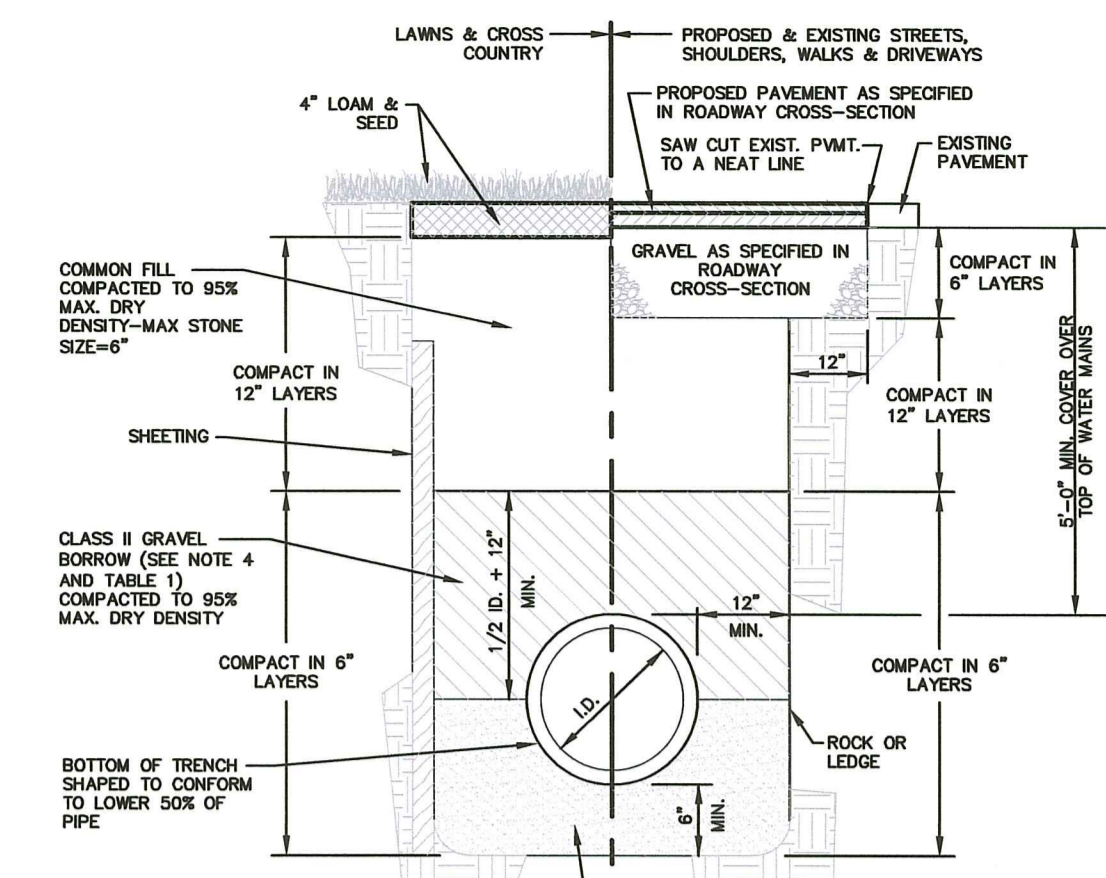 LAWNS & CROSS
COUNTRY
PROPOSED & EXISTING STREETS,
SHOULDERS, WALKS & DRIVEWAYS
4" LOAM &
SEED
PROPOSED PAVEMENT AS SPECIFIED
IN ROADWAY CROSS-SECTION
SAW CUT EXIST. PVMT.
TO A NEAT LINE
EXISTING
PAVEMENT
GRAVEL AS SPECIFIED IN
ROADWAY
CROSS-SECTION
COMPACT IN
6" LAYERS
COMMON FILL
COMPACTED TO 95%
MAX. DRY
DENSITY-MAX STONE
SIZE=6"
COMPACT IN
12" LAYERS
12"
COMPACT IN
12" LAYERS
5'-0" MIN. COVER OVER
TOP OF WATER MAINS
SHEETING
CLASS II GRAVEL
BORROW (SEE NOTE 4
AND TABLE 1)
COMPACTED TO 95%
MAX. DRY DENSITY
1/2 ID. + 12"
MIN.
12"
MIN.
COMPACT IN 6"
LAYERS
COMPACT IN 6"
LAYERS
I.D.
ROCK OR
LEDGE
BOTTOM OF TRENCH
SHAPED TO CONFORM
TO LOWER 50% OF
PIPE
6"
MIN.